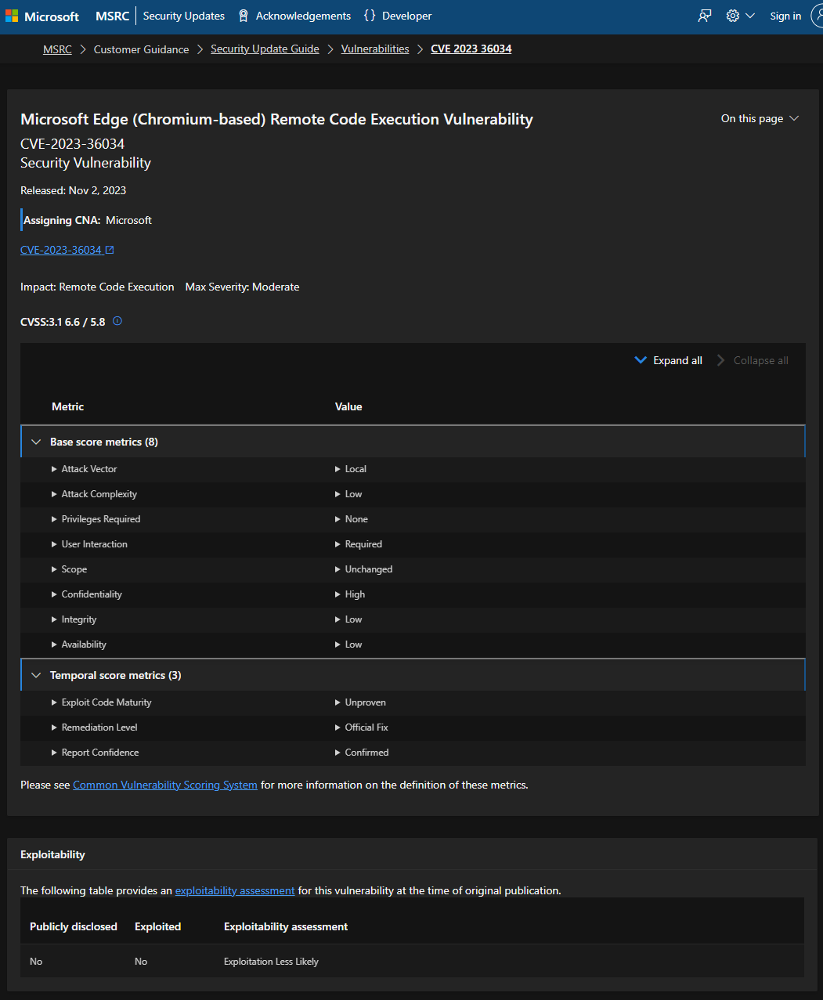 Microsoft MSRC Security Updates Acknowledgements {} Developer Sign in
MSRC > Customer Guidance > Security Update Guide > Vulnerabilities > CVE 2023 36034
Microsoft Edge (Chromium-based) Remote Code Execution Vulnerability On this page
CVE-2023-36034
Security Vulnerability
Released: Nov 2, 2023
Assigning CNA: Microsoft
CVE-2023-36034
Impact: Remote Code Execution Max Severity: Moderate
CVSS:3.1 6.6 / 5.8
Expand all Collapse all
Metric Value
Base score metrics (8)
Attack Vector Local
Attack Complexity Low
Privileges Required None
User Interaction Required
Scope Unchanged
Confidentiality High
Integrity Low
Availability Low
Temporal score metrics (3)
Exploit Code Maturity Unproven
Remediation Level Official Fix
Report Confidence Confirmed
Please see Common Vulnerability Scoring System for more information on the definition of these metrics.
Exploitability
The following table provides an exploitability assessment for this vulnerability at the time of original publication.
Publicly disclosed Exploited Exploitability assessment
No No Exploitation Less Likely